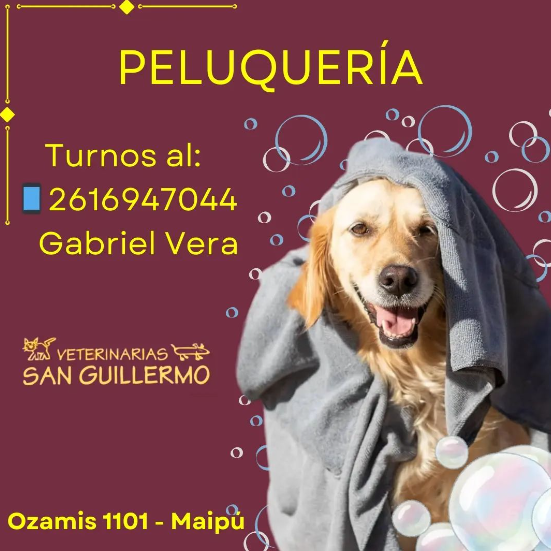 PELUQUERÍA
Turnos al:
2616947044
Gabriel Vera
VETERINARIAS
SAN GUILLERMO
Ozamis 1101 - Maipú